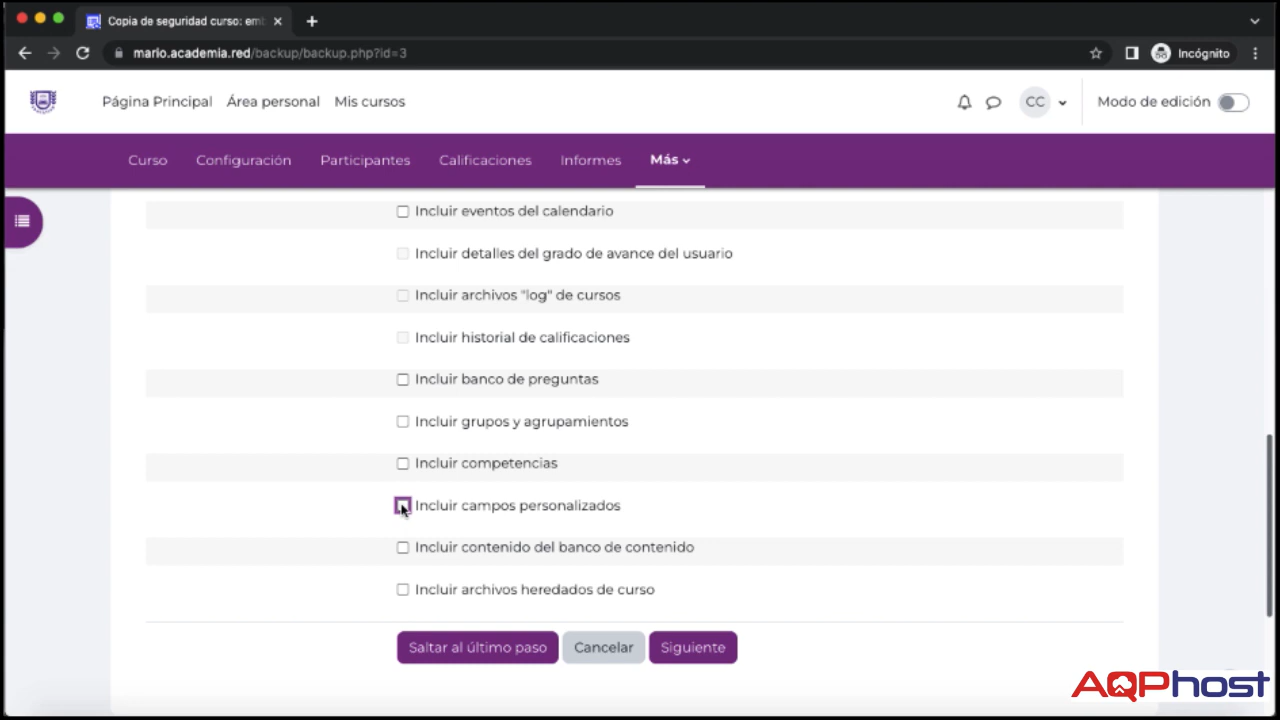 Copia de seguridad curso: em
mario.academia.red/backup/backup.php?id=3
Incógnito
Página Principal Área personal Mis cursos
CC
Modo de edición
Curso Configuración Participantes Calificaciones Informes Más
Incluir eventos del calendario
Incluir detalles del grado de avance del usuario
Incluir archivos "log" de cursos
Incluir historial de calificaciones
Incluir banco de preguntas
Incluir grupos y agrupamientos
Incluir competencias
Incluir campos personalizados
Incluir contenido del banco de contenido
Incluir archivos heredados de curso
Saltar al último paso Cancelar Siguiente
AQPhost